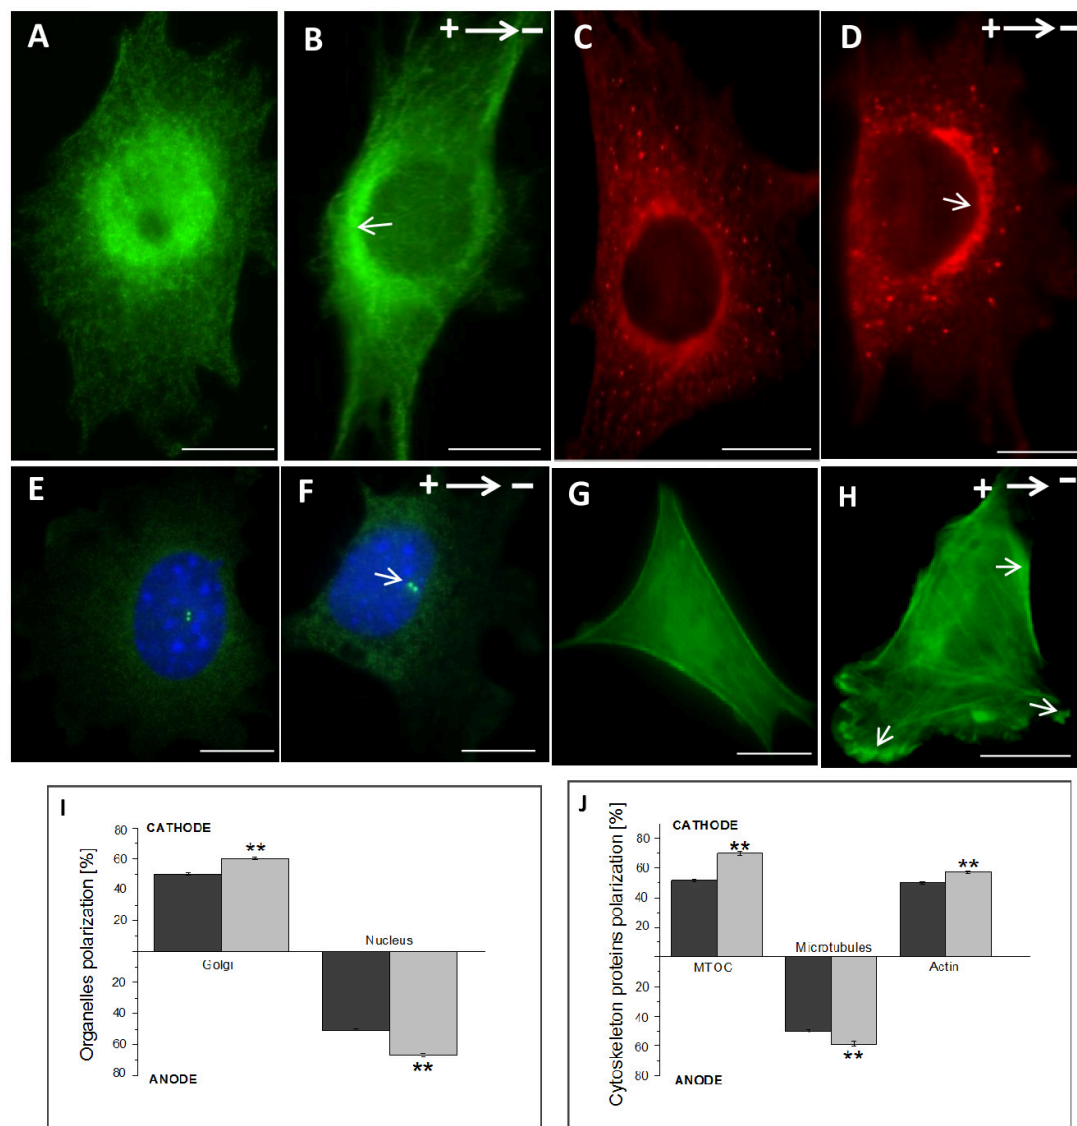 A
B
+ → −
C
D
+ → −
E
F
+ → −
G
H
+ → −
I
Organelles polarization [%]
CATHODE
80
60
40
20
20
40
60
80
**
Golgi
Nucleus
**
ANODE
J
Cytoskeleton proteins polarization [%]
CATHODE
80
60
40
20
20
40
60
80
**
MTOC
Microtubules
**
**
Actin
ANODE